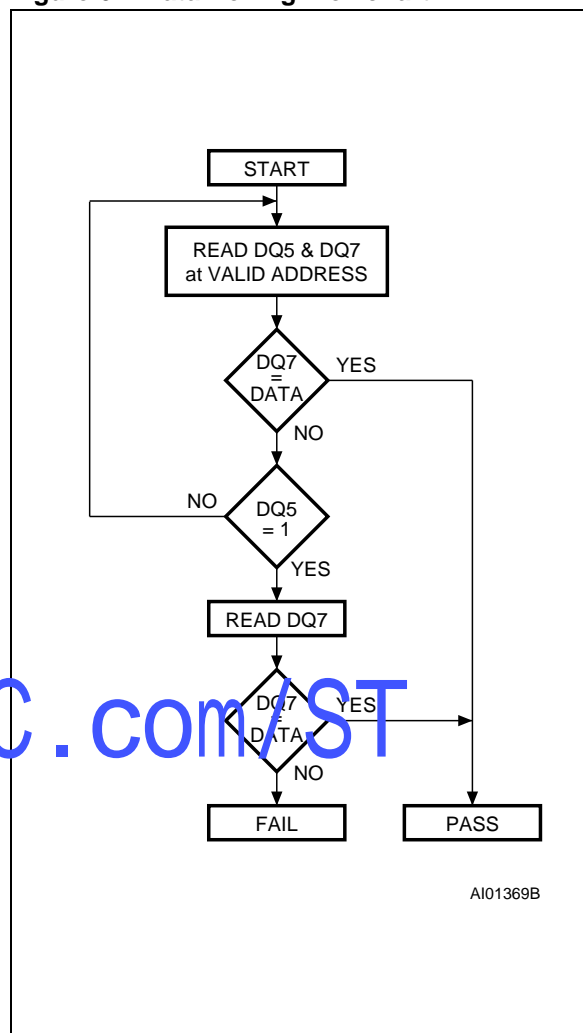 START
READ DQ5 & DQ7
at VALID ADDRESS
DQ7
=
DATA
YES
NO
NO
DQ5
= 1
YES
READ DQ7
DQ7
=
DATA
YES
C.com/ST
NO
FAIL
PASS
AI01369B